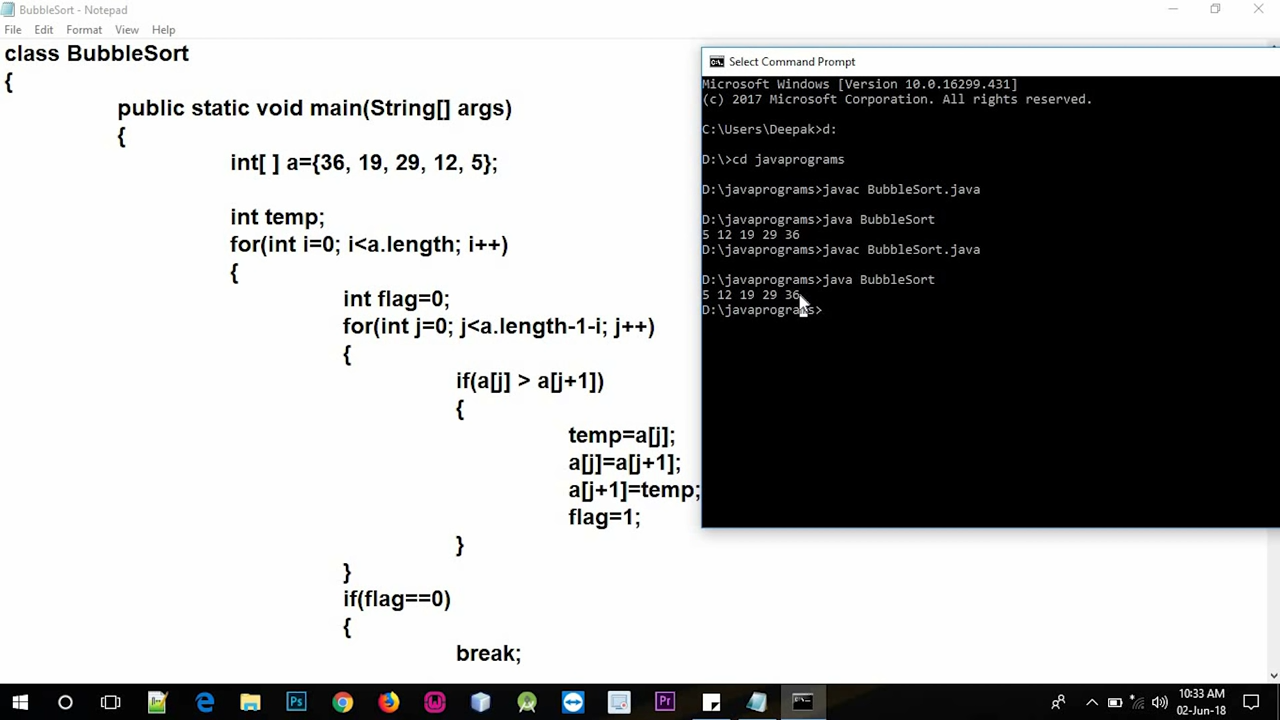 BubbleSort - Notepad
File Edit Format View Help
class BubbleSort
{
public static void main(String[] args)
{
int[ ] a={36, 19, 29, 12, 5};
int temp;
for(int i=0; i<a.length; i++)
{
int flag=0;
for(int j=0; j<a.length-1-i; j++)
{
if(a[j] > a[j+1])
{
temp=a[j];
a[j]=a[j+1];
a[j+1]=temp;
flag=1;
}
}
if(flag==0)
{
break;
Select Command Prompt
Microsoft Windows [Version 10.0.16299.431]
(c) 2017 Microsoft Corporation. All rights reserved.
C:\Users\Deepak>d:
D:\>cd javaprograms
D:\javaprograms>javac BubbleSort.java
D:\javaprograms>java BubbleSort
5 12 19 29 36
D:\javaprograms>javac BubbleSort.java
D:\javaprograms>java BubbleSort
5 12 19 29 36
D:\javaprograms>
Ps
Pr
10:33 AM
02-Jun-18